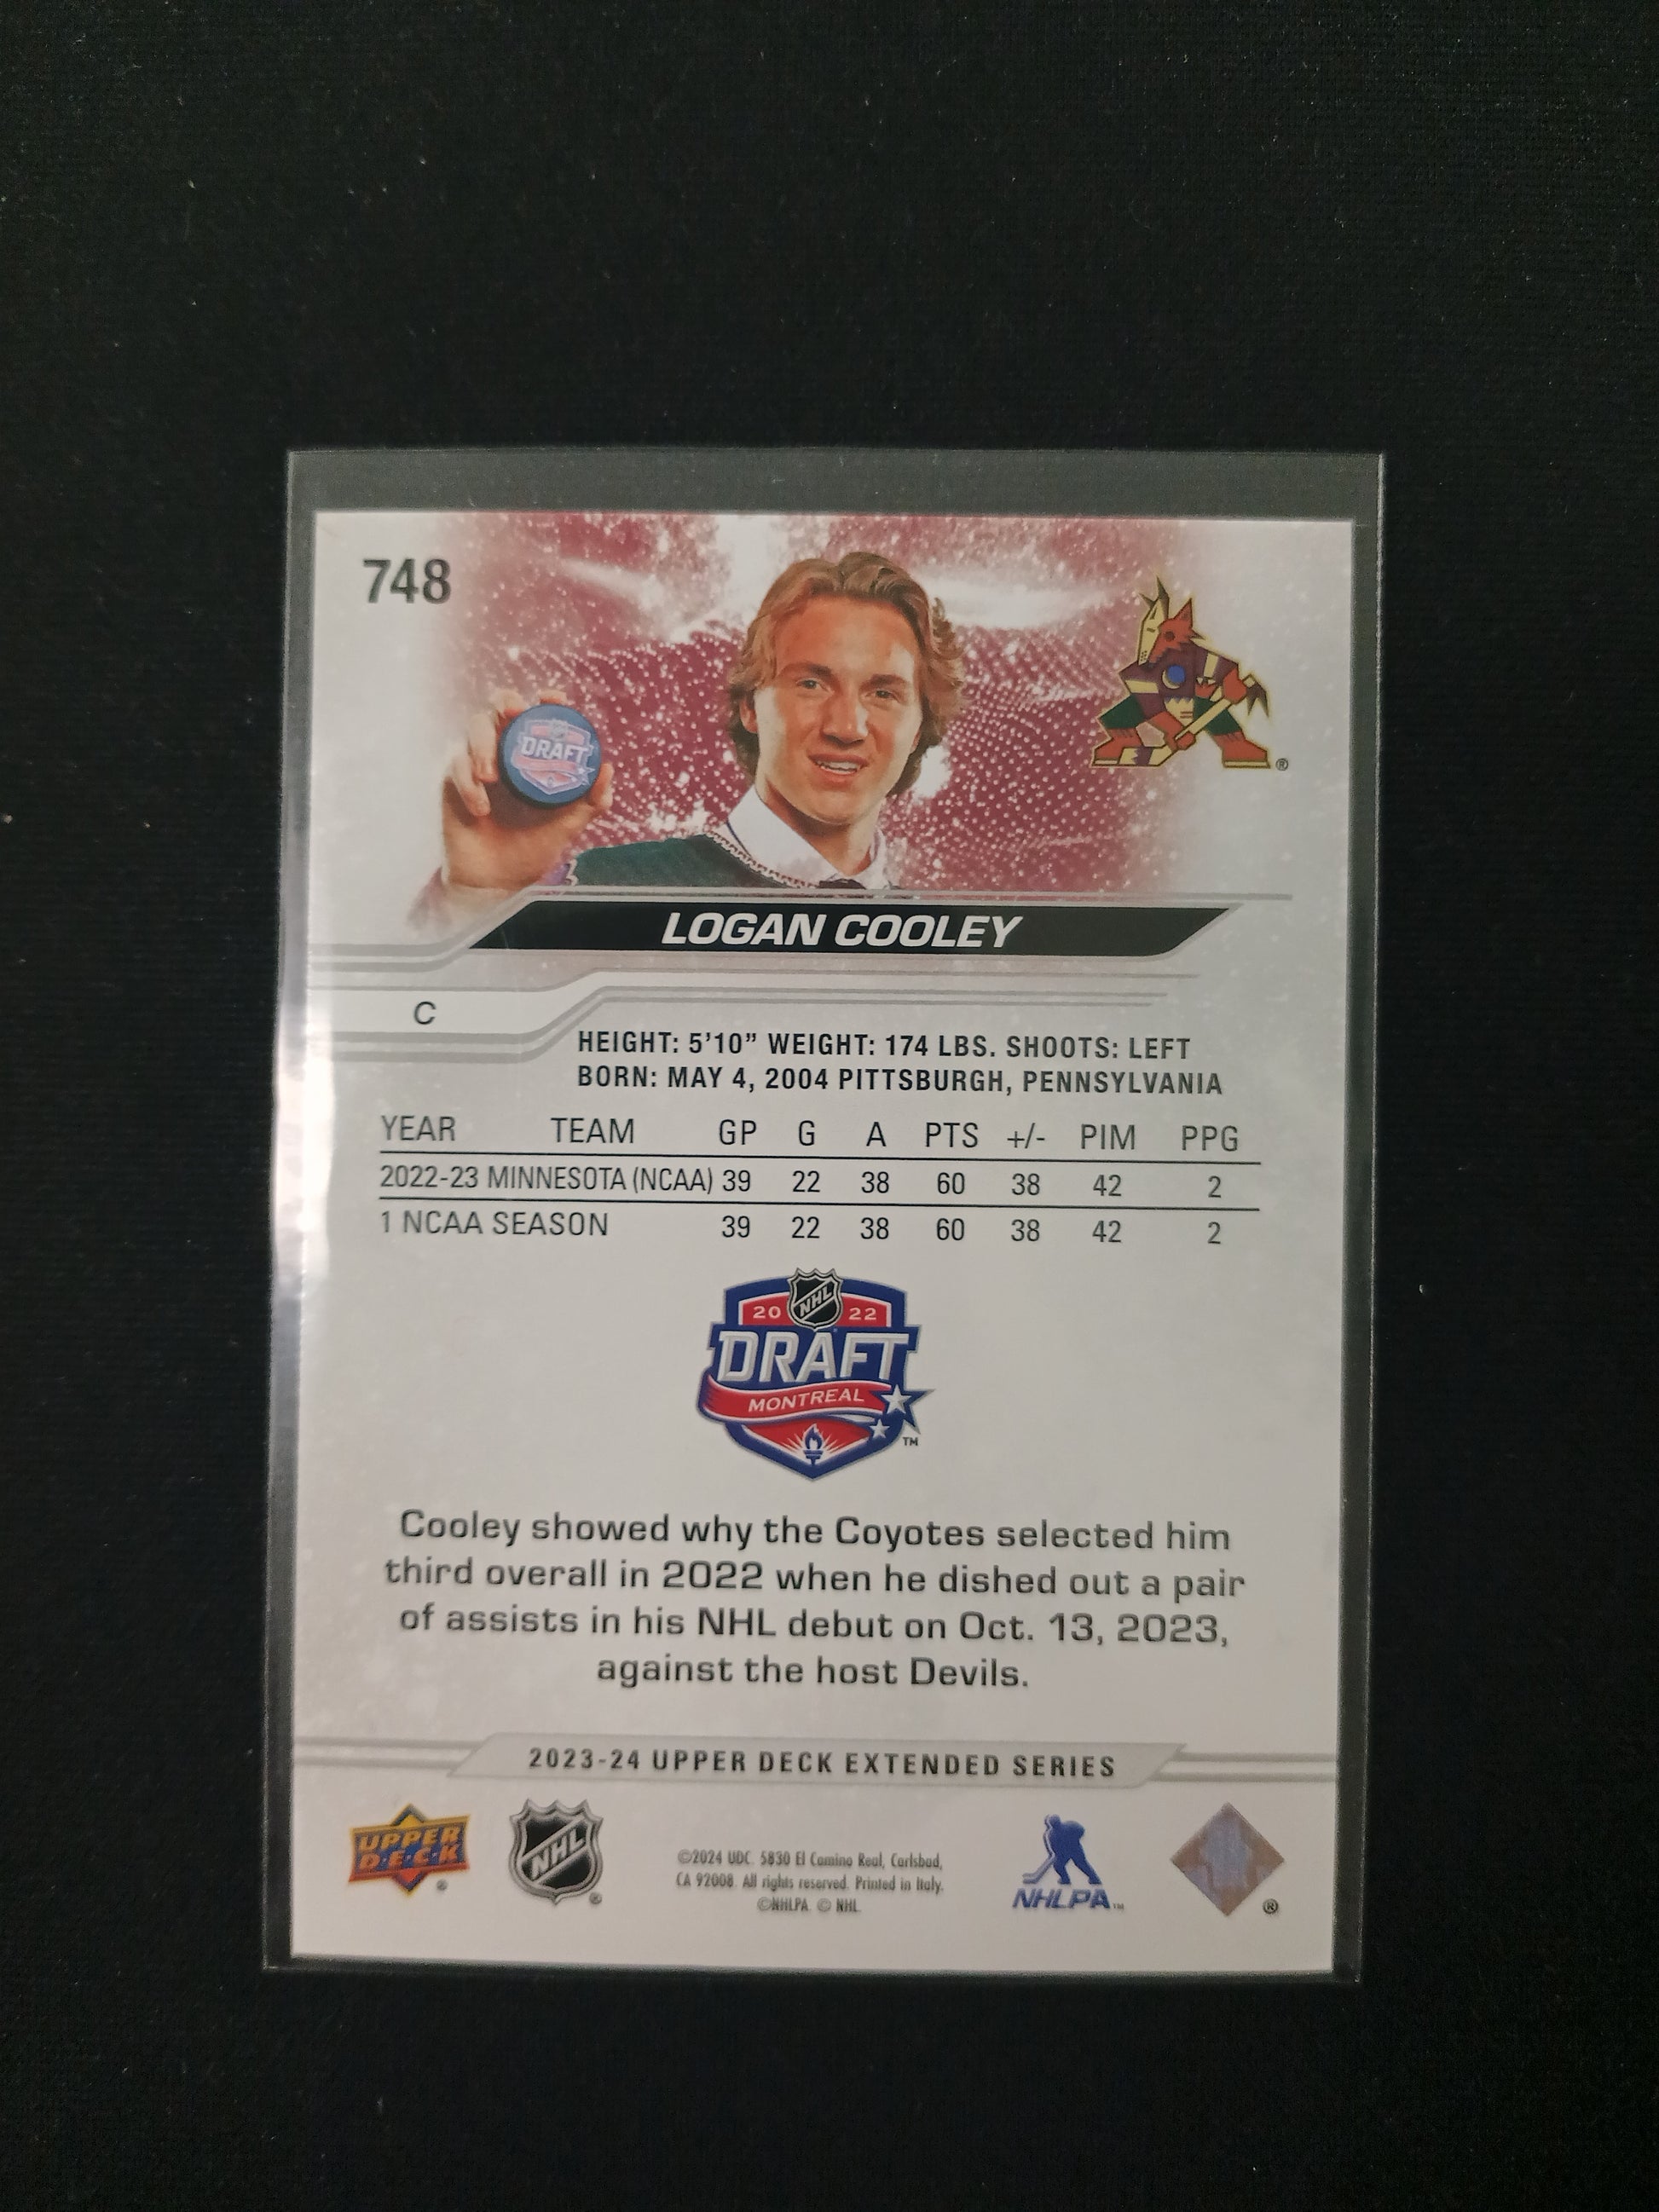 748
DRAFT
®
LOGAN COOLEY
C
HEIGHT: 5'10" WEIGHT: 174 LBS. SHOOTS: LEFT
BORN: MAY 4, 2004 PITTSBURGH, PENNSYLVANIA
YEAR TEAM GP G A PTS +/- PIM PPG
2022-23 MINNESOTA (NCAA) 39 22 38 60 38 42 2
1 NCAA SEASON 39 22 38 60 38 42 2
20 NHL 22
DRAFT
MONTREAL
TM
Cooley showed why the Coyotes selected him
third overall in 2022 when he dished out a pair
of assists in his NHL debut on Oct. 13, 2023,
against the host Devils.
2023-24 UPPER DECK EXTENDED SERIES
UPPER
D·E·C·K
®
NHL
®
©2024 UDC. 5830 El Camino Real, Carlsbad,
CA 92008. All rights reserved. Printed in Italy.
©NHLPA. © NHL.
NHLPA TM
®